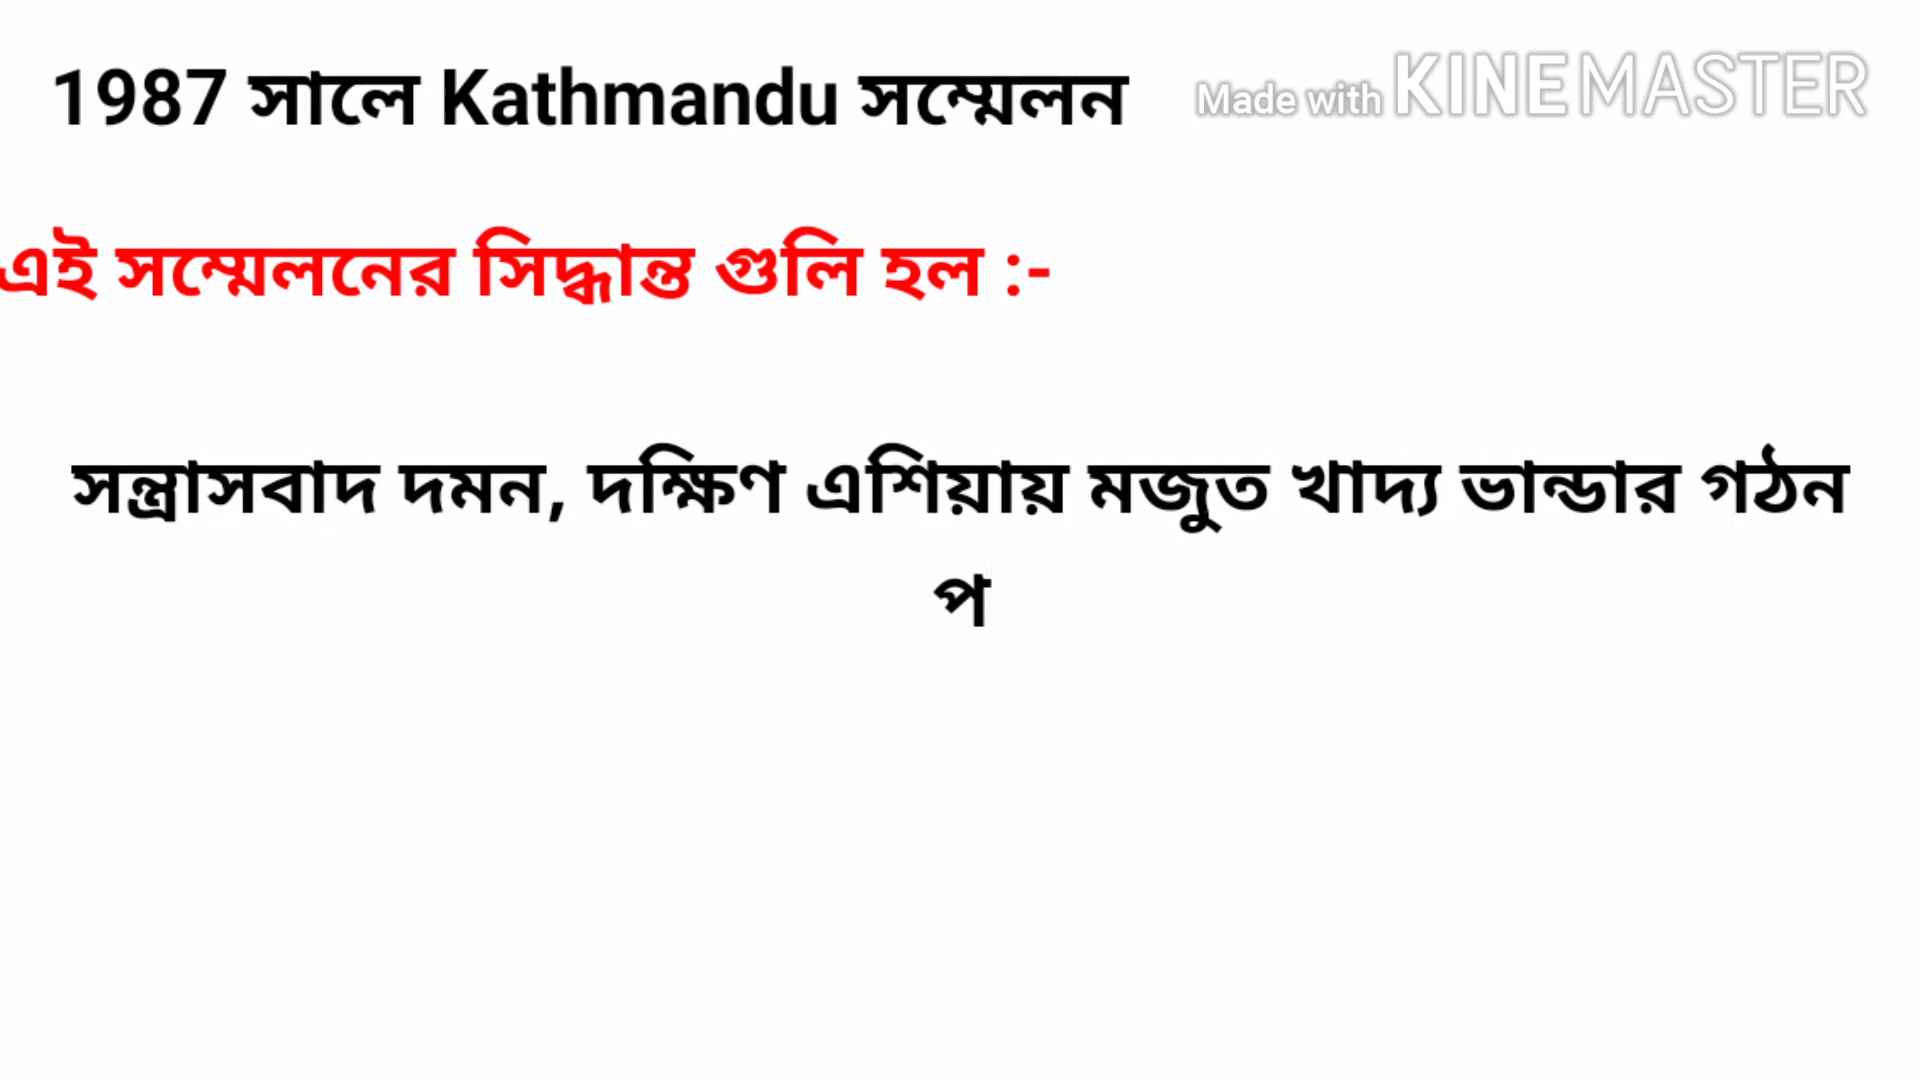 1987 সালে Kathmandu সম্মেলন
Made with KINEMASTER
এই সম্মেলনের সিদ্ধান্ত গুলি হল :-
সন্ত্রাসবাদ দমন, দক্ষিণ এশিয়ায় মজুত খাদ্য ভান্ডার গঠন
প